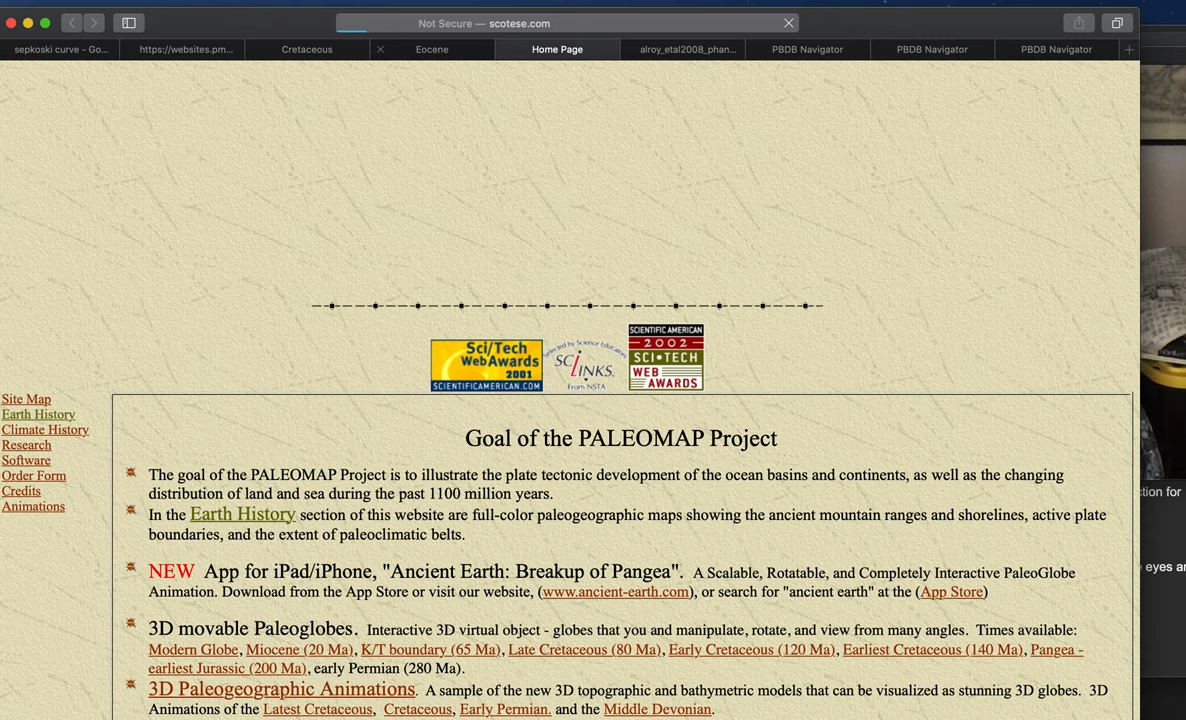 Not Secure — scotese.com
sepkoski curve - Go...
https://websites.pm...
Cretaceous
Eocene
Home Page
alroy_etal2008_phan...
PBDB Navigator
PBDB Navigator
PBDB Navigator
Sci/Tech
WebAwards
2001
SCIENTIFICAMERICAN.COM
Selected by Science Educators
SCiLINKS.
From NSTA
SCIENTIFIC AMERICAN
2002
SCI•TECH
WEB
AWARDS
Site Map
Earth History
Climate History
Research
Software
Order Form
Credits
Animations
Goal of the PALEOMAP Project
The goal of the PALEOMAP Project is to illustrate the plate tectonic development of the ocean basins and continents, as well as the changing
distribution of land and sea during the past 1100 million years.
In the Earth History section of this website are full-color paleogeographic maps showing the ancient mountain ranges and shorelines, active plate
boundaries, and the extent of paleoclimatic belts.
NEW App for iPad/iPhone, "Ancient Earth: Breakup of Pangea". A Scalable, Rotatable, and Completely Interactive PaleoGlobe
Animation. Download from the App Store or visit our website, (www.ancient-earth.com), or search for "ancient earth" at the (App Store)
3D movable Paleoglobes. Interactive 3D virtual object - globes that you and manipulate, rotate, and view from many angles. Times available:
Modern Globe, Miocene (20 Ma), K/T boundary (65 Ma), Late Cretaceous (80 Ma), Early Cretaceous (120 Ma), Earliest Cretaceous (140 Ma), Pangea -
earliest Jurassic (200 Ma), early Permian (280 Ma).
3D Paleogeographic Animations. A sample of the new 3D topographic and bathymetric models that can be visualized as stunning 3D globes. 3D
Animations of the Latest Cretaceous, Cretaceous, Early Permian. and the Middle Devonian.
ction for
eyes ar